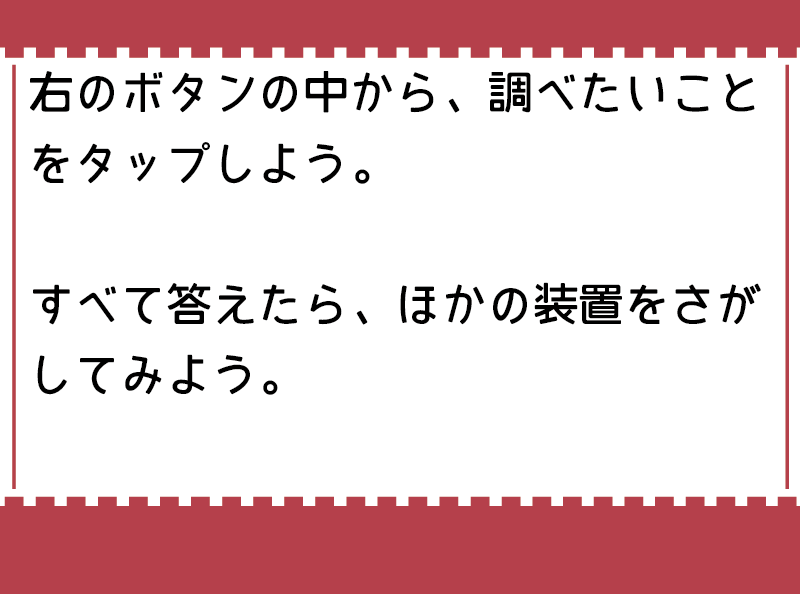 右のボタンの中から、調べたいこと
をタップしよう。
すべて答えたら、ほかの装置をさが
してみよう。